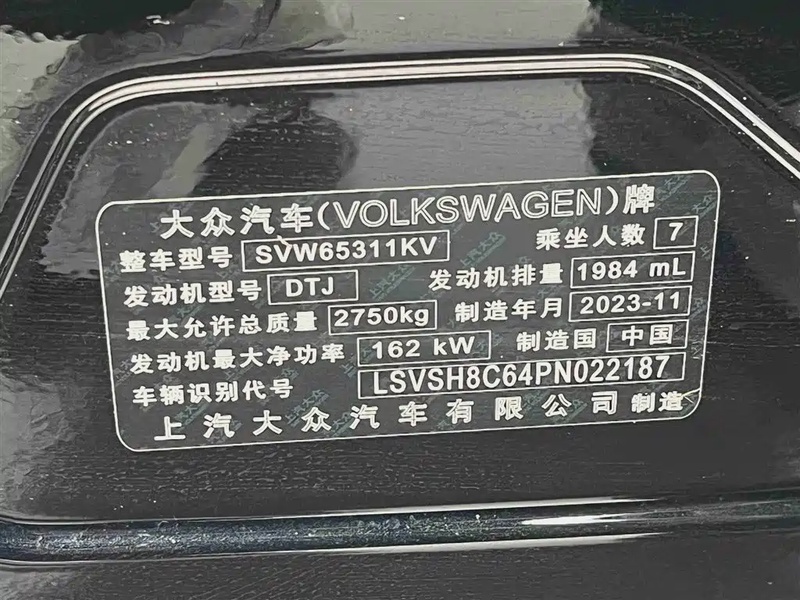 大众汽车(VOLKSWAGEN)牌
整车型号 SVW65311KV 乘坐人数 7
发动机型号 DTJ 发动机排量 1984 mL
最大允许总质量 2750kg 制造年月 2023-11
发动机最大净功率 162 kW 制造国 中国
车辆识别代号 LSVSH8C64PN022187
上汽大众汽车有限公司 制造